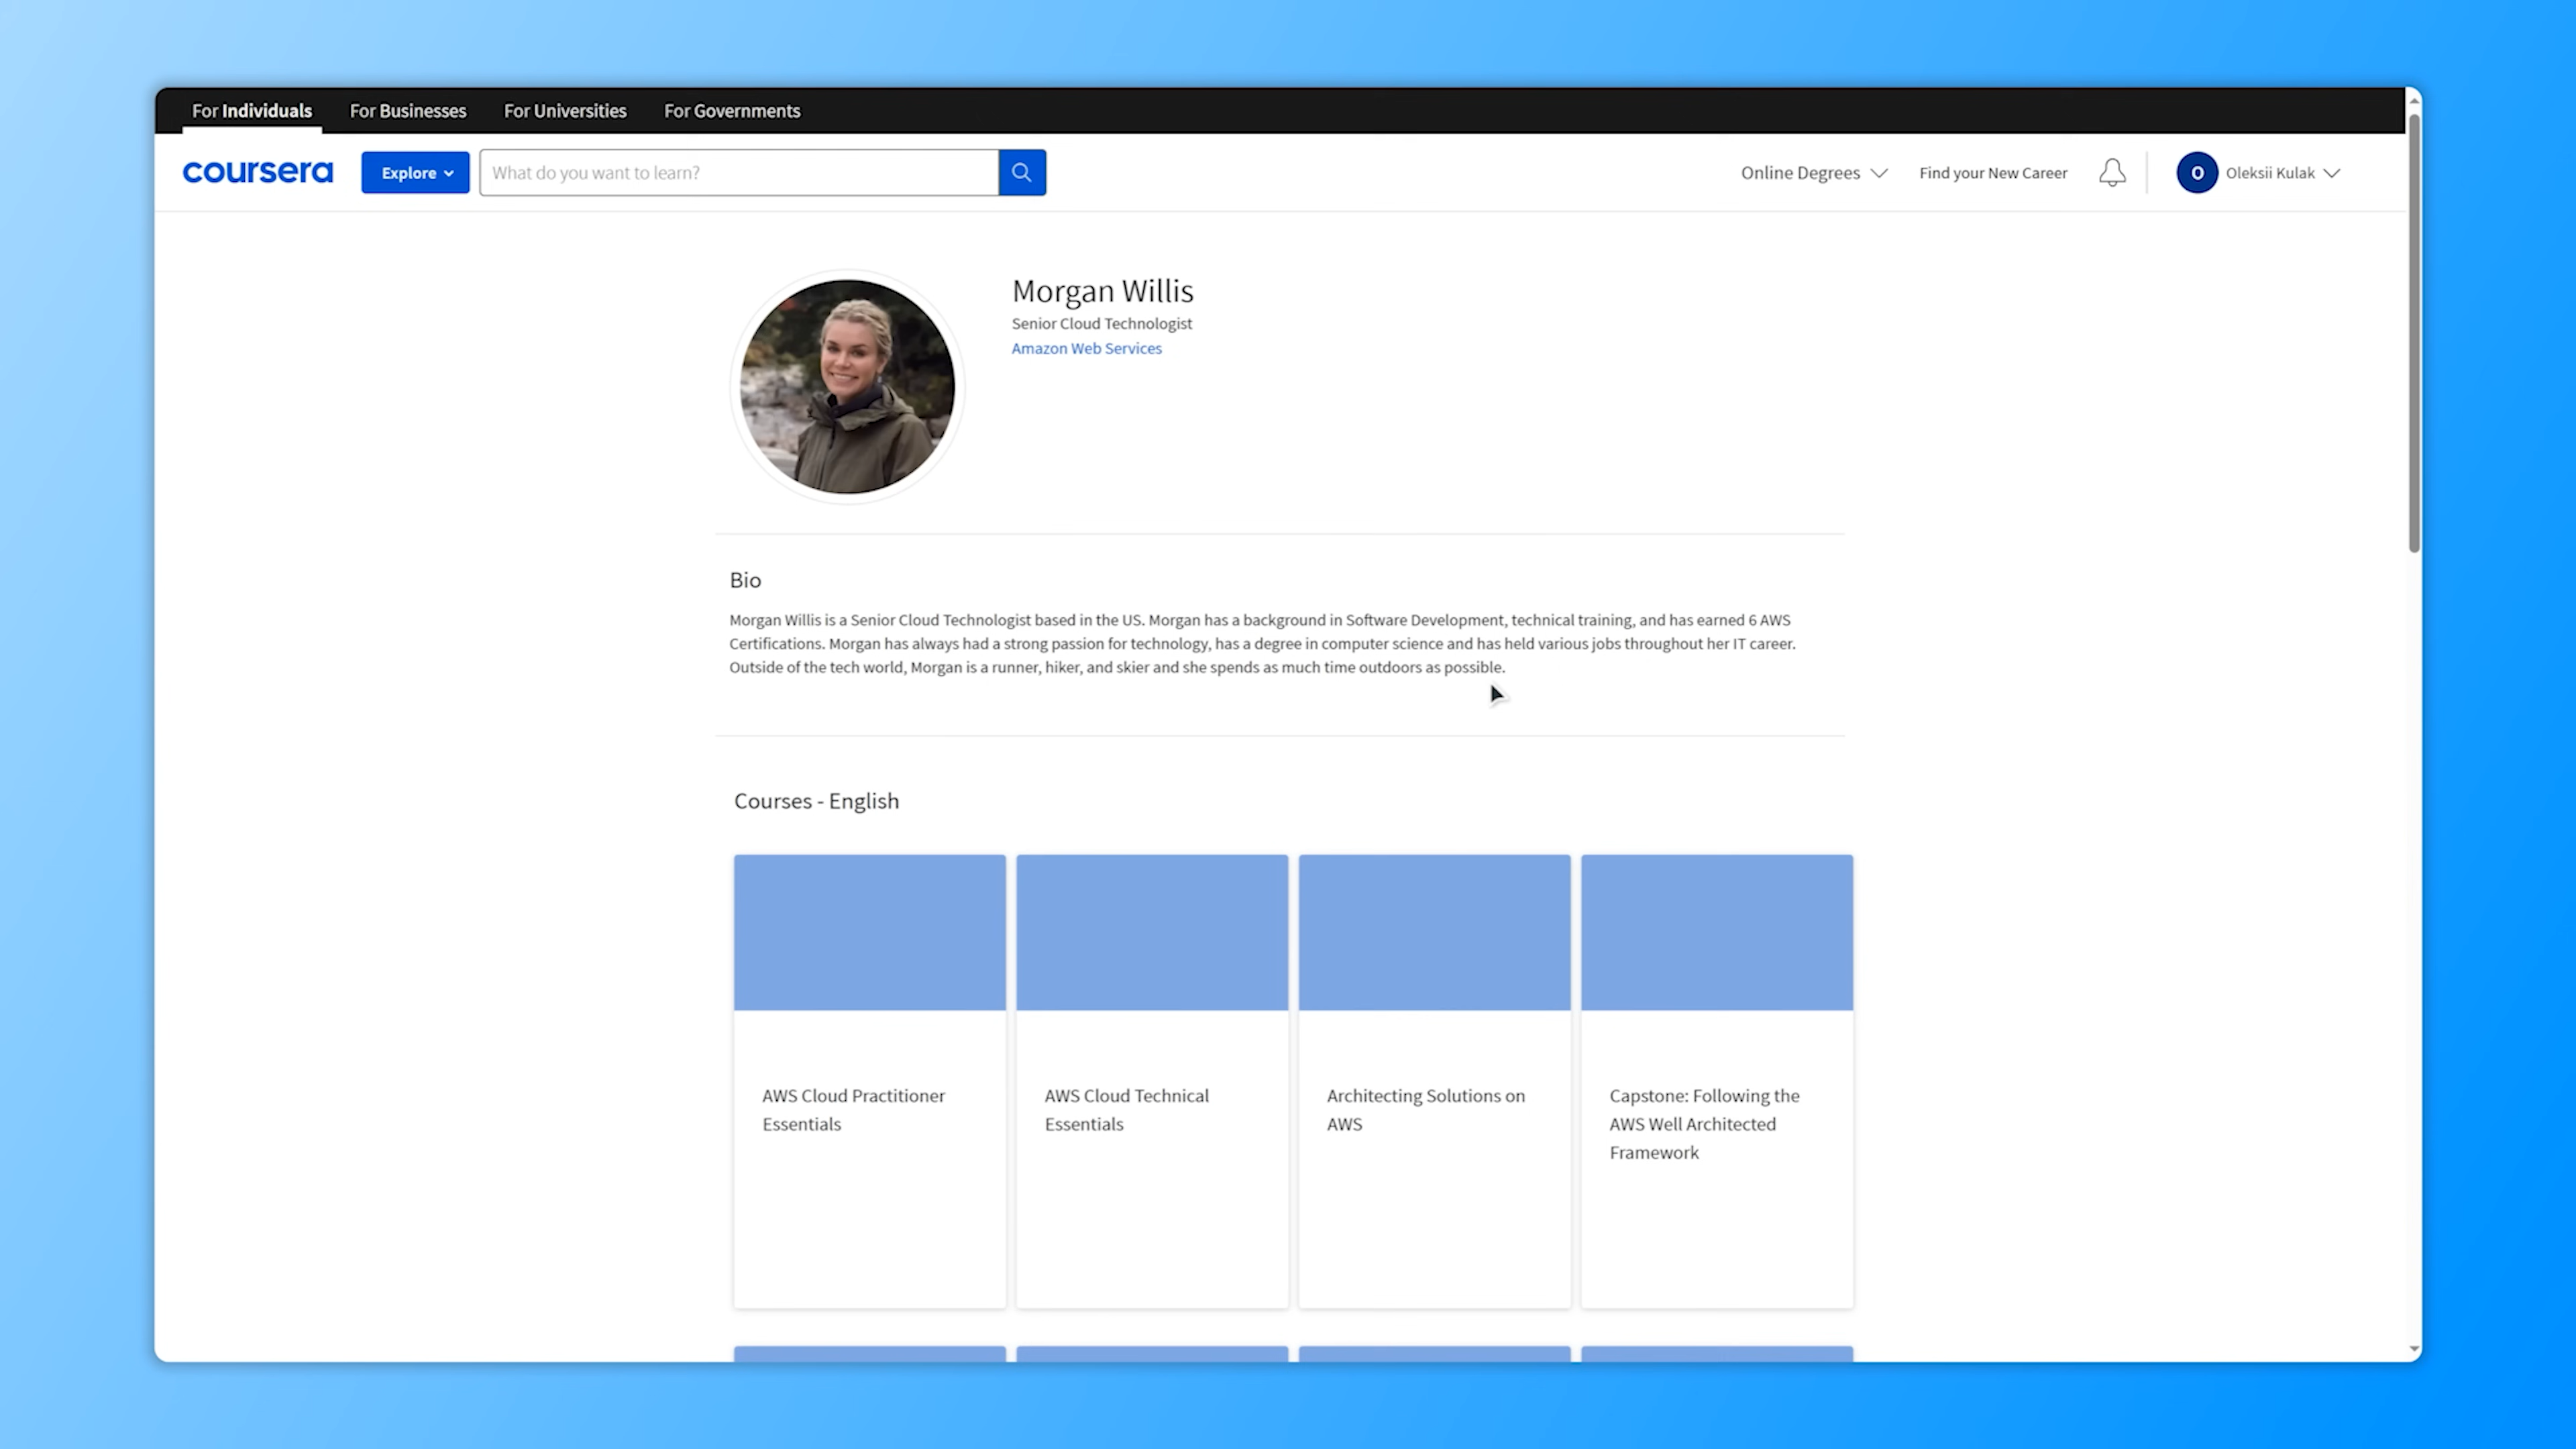 For Individuals For Businesses For Universities For Governments
coursera Explore What do you want to learn? Online Degrees Find your New Career O Oleksii Kulak
Morgan Willis
Senior Cloud Technologist
Amazon Web Services
Bio
Morgan Willis is a Senior Cloud Technologist based in the US. Morgan has a background in Software Development, technical training, and has earned 6 AWS
Certifications. Morgan has always had a strong passion for technology, has a degree in computer science and has held various jobs throughout her IT career.
Outside of the tech world, Morgan is a runner, hiker, and skier and she spends as much time outdoors as possible.
Courses - English
AWS Cloud Practitioner
Essentials
AWS Cloud Technical
Essentials
Architecting Solutions on
AWS
Capstone: Following the
AWS Well Architected
Framework